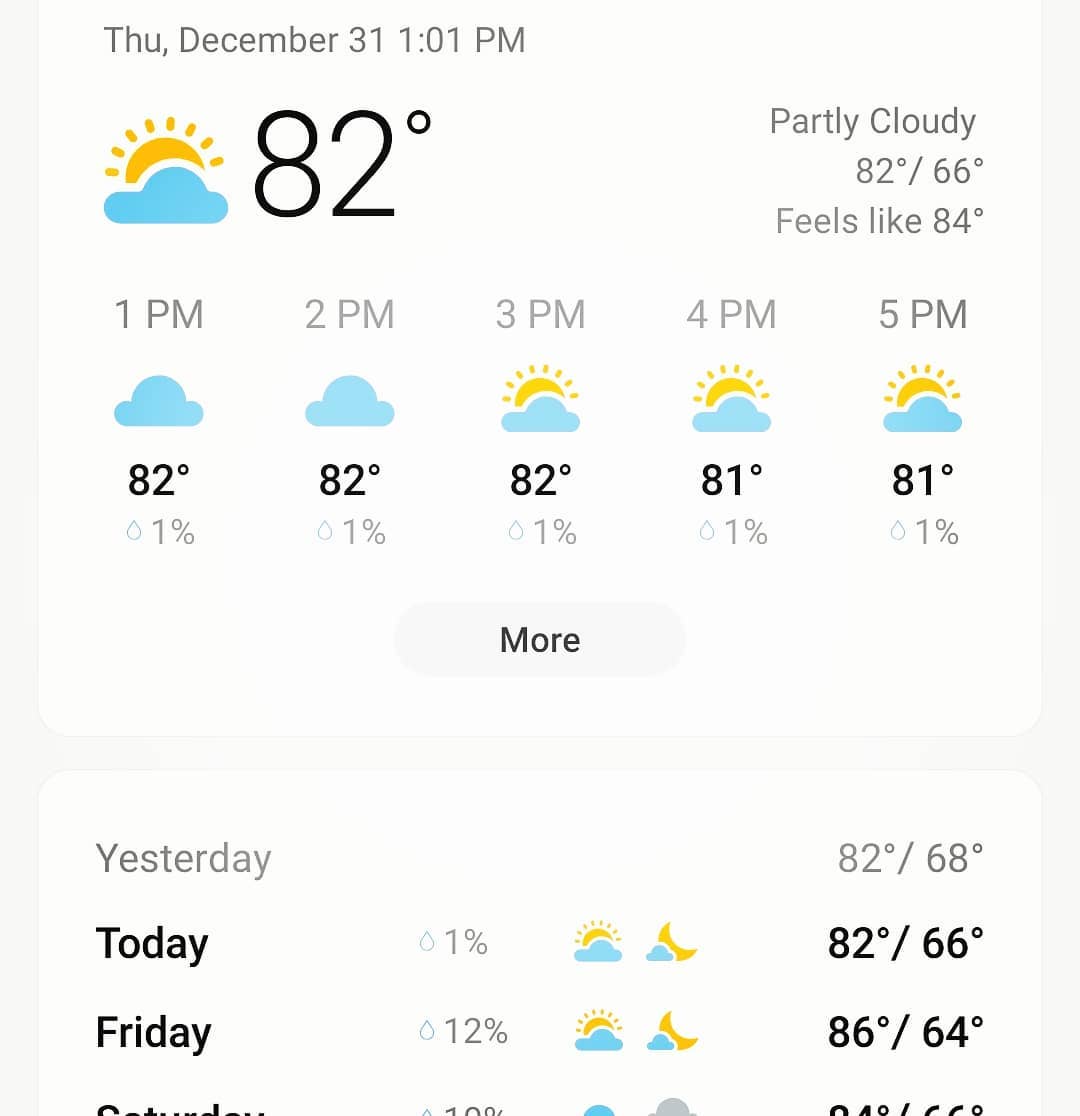 Thu, December 31 1:01 PM
82°
Partly Cloudy
82°/ 66°
Feels like 84°
1 PM 2 PM 3 PM 4 PM 5 PM
82° 82° 82° 81° 81°
1% 1% 1% 1% 1%
More
Yesterday 82°/ 68°
Today 1% 82°/ 66°
Friday 12% 86°/ 64°
Saturday